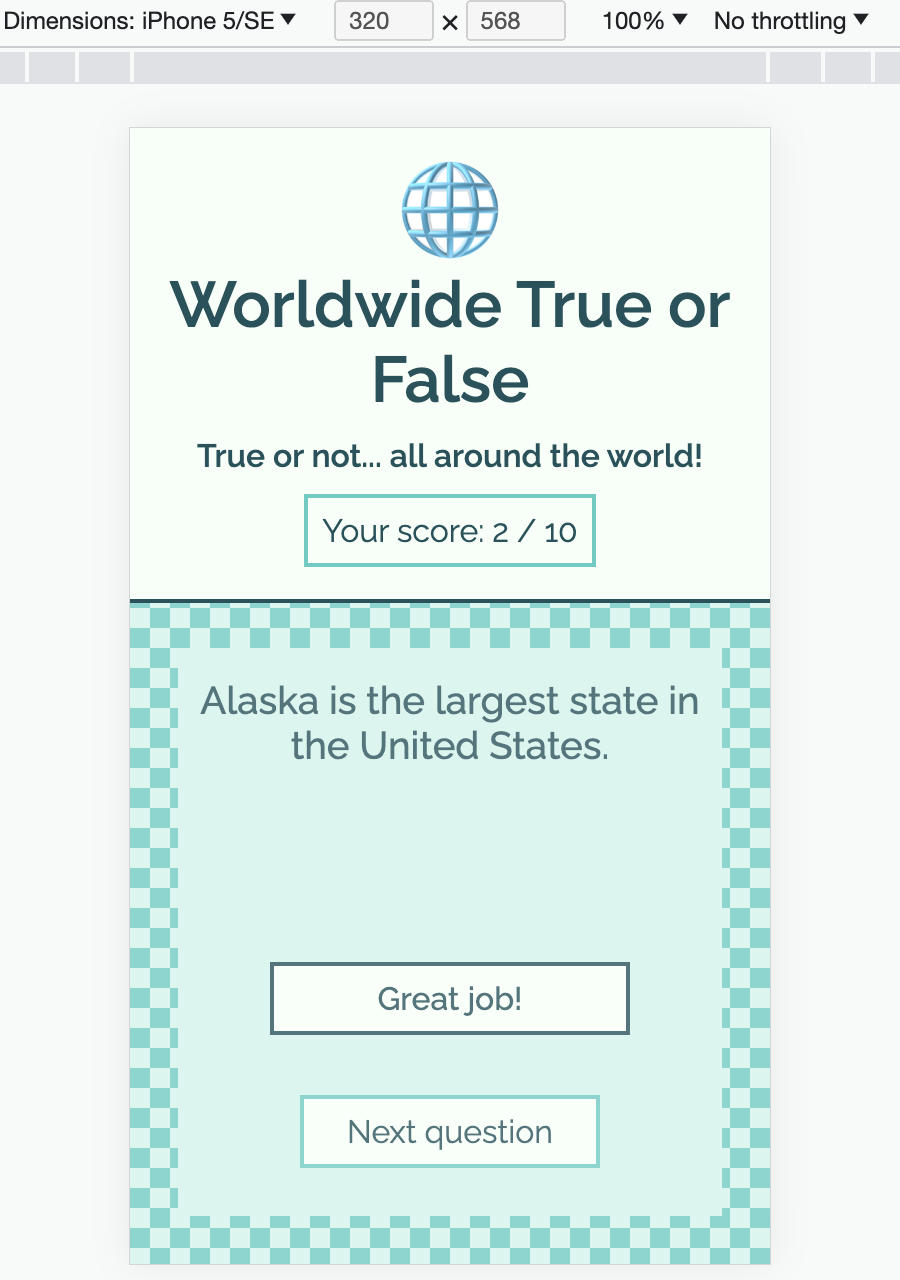 Dimensions: iPhone 5/SE ▼ 320 × 568 100% ▼ No throttling ▼
Worldwide True or
False
True or not... all around the world!
Your score: 2 / 10
Alaska is the largest state in
the United States.
Great job!
Next question